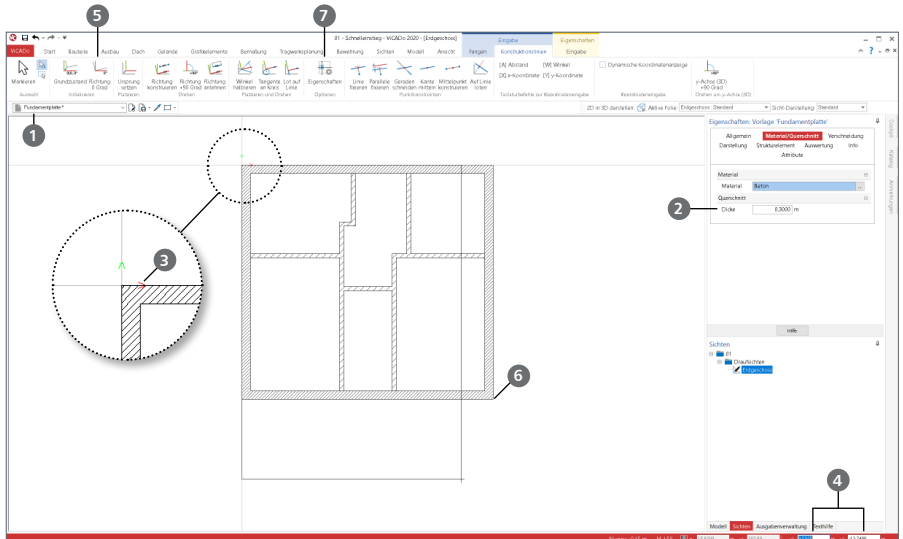 5
7
01 - Schnelleinstieg - ViCADo 2020 - [Erdgeschoss]
Eingabe
Eigenschaften
ViCADo Start Bauteile Ausbau Dach Gelände Grafikelemente Bemaßung Tragwerksplanung Bewehrung Sichten Modell Ansicht Fangen Konstruktionslinien Eingabe
Markieren
Grundzustand Richtung 0 Grad
Ursprung setzen
Richtung konstruieren
Richtung +90 Grad
Richtung annehmen
Winkel halbieren
Tangente an Kreis
Lot auf Linie
Eigenschaften
Linie fixieren
Parallele fixieren
Geraden schneiden
Kante mitteln
Mittelpunkt konstruieren
Auf Linie loten
[A] Abstand [W] Winkel
[X] x-Koordinate [Y] y-Koordinate
Dynamische Koordinatenanzeige
y-Achse (3D) +90 Grad
Auswahl
Initialisieren
Platzieren
Drehen
Platzieren und Drehen
Optionen
Punktkonstruktion
Tastaturbefehle zur Koordinateneingabe
Koordinateneingabe
Drehen um y-Achse (3D)
Fundamentplatte*
2D in 3D darstellen:
Aktive Folie: Erdgeschoss: Standard
Sicht-Darstellung: Standard
1
Eigenschaften: Vorlage 'Fundamentplatte'
Allgemein Material/Querschnitt Verschneidung
Darstellung Strukturelement Auswertung Info
Attribute
Material
Material Beton ...
Querschnitt
2
Dicke 0,3000 m
Cockpit
Katalog
Anmerkungen
3
Hilfe
Sichten
01
Draufsichten
Erdgeschoss
6
4
Modell Sichten Ausgabenverwaltung Texthilfe